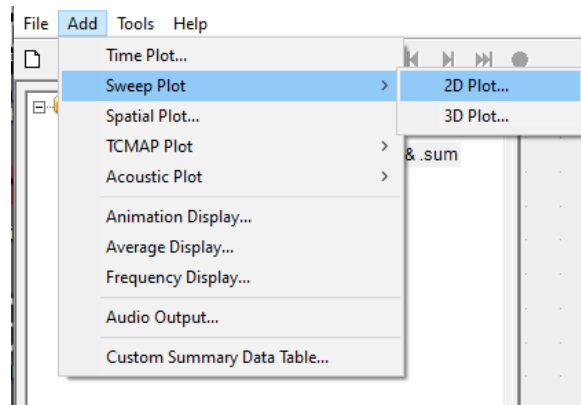 File Add Tools Help
Time Plot...
Sweep Plot
2D Plot...
Spatial Plot...
3D Plot...
TCMAP Plot
& .sum
Acoustic Plot
Animation Display...
Average Display...
Frequency Display...
Audio Output...
Custom Summary Data Table...